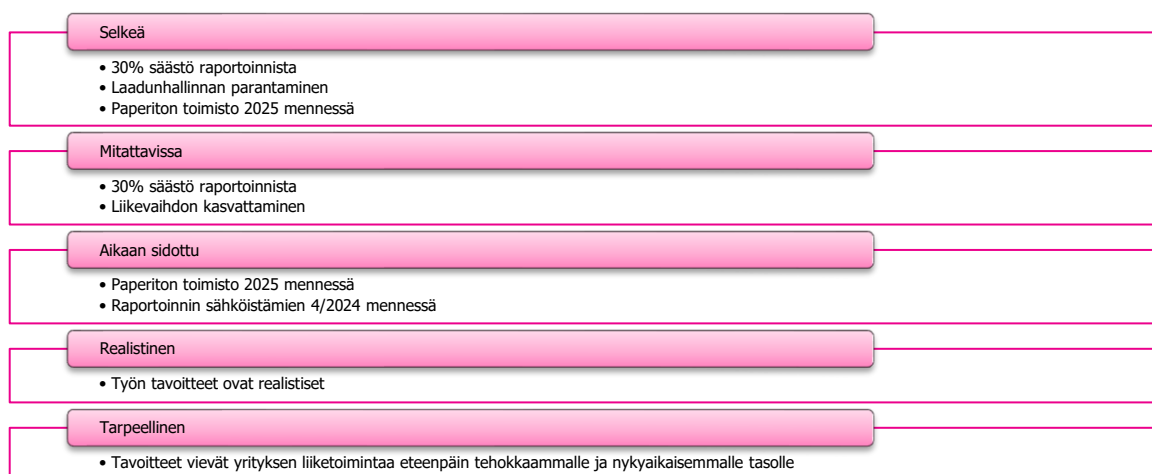 Selkeä
• 30% säästö raportoinnista
• Laadunhallinnan parantaminen
• Paperiton toimisto 2025 mennessä
Mitattavissa
• 30% säästö raportoinnista
• Liikevaihdon kasvattaminen
Aikaan sidottu
• Paperiton toimisto 2025 mennessä
• Raportoinnin sähköistämien 4/2024 mennessä
Realistinen
• Työn tavoitteet ovat realistiset
Tarpeellinen
• Tavoitteet vievät yrityksen liiketoimintaa eteenpäin tehokkaammalle ja nykyaikaisemmalle tasolle